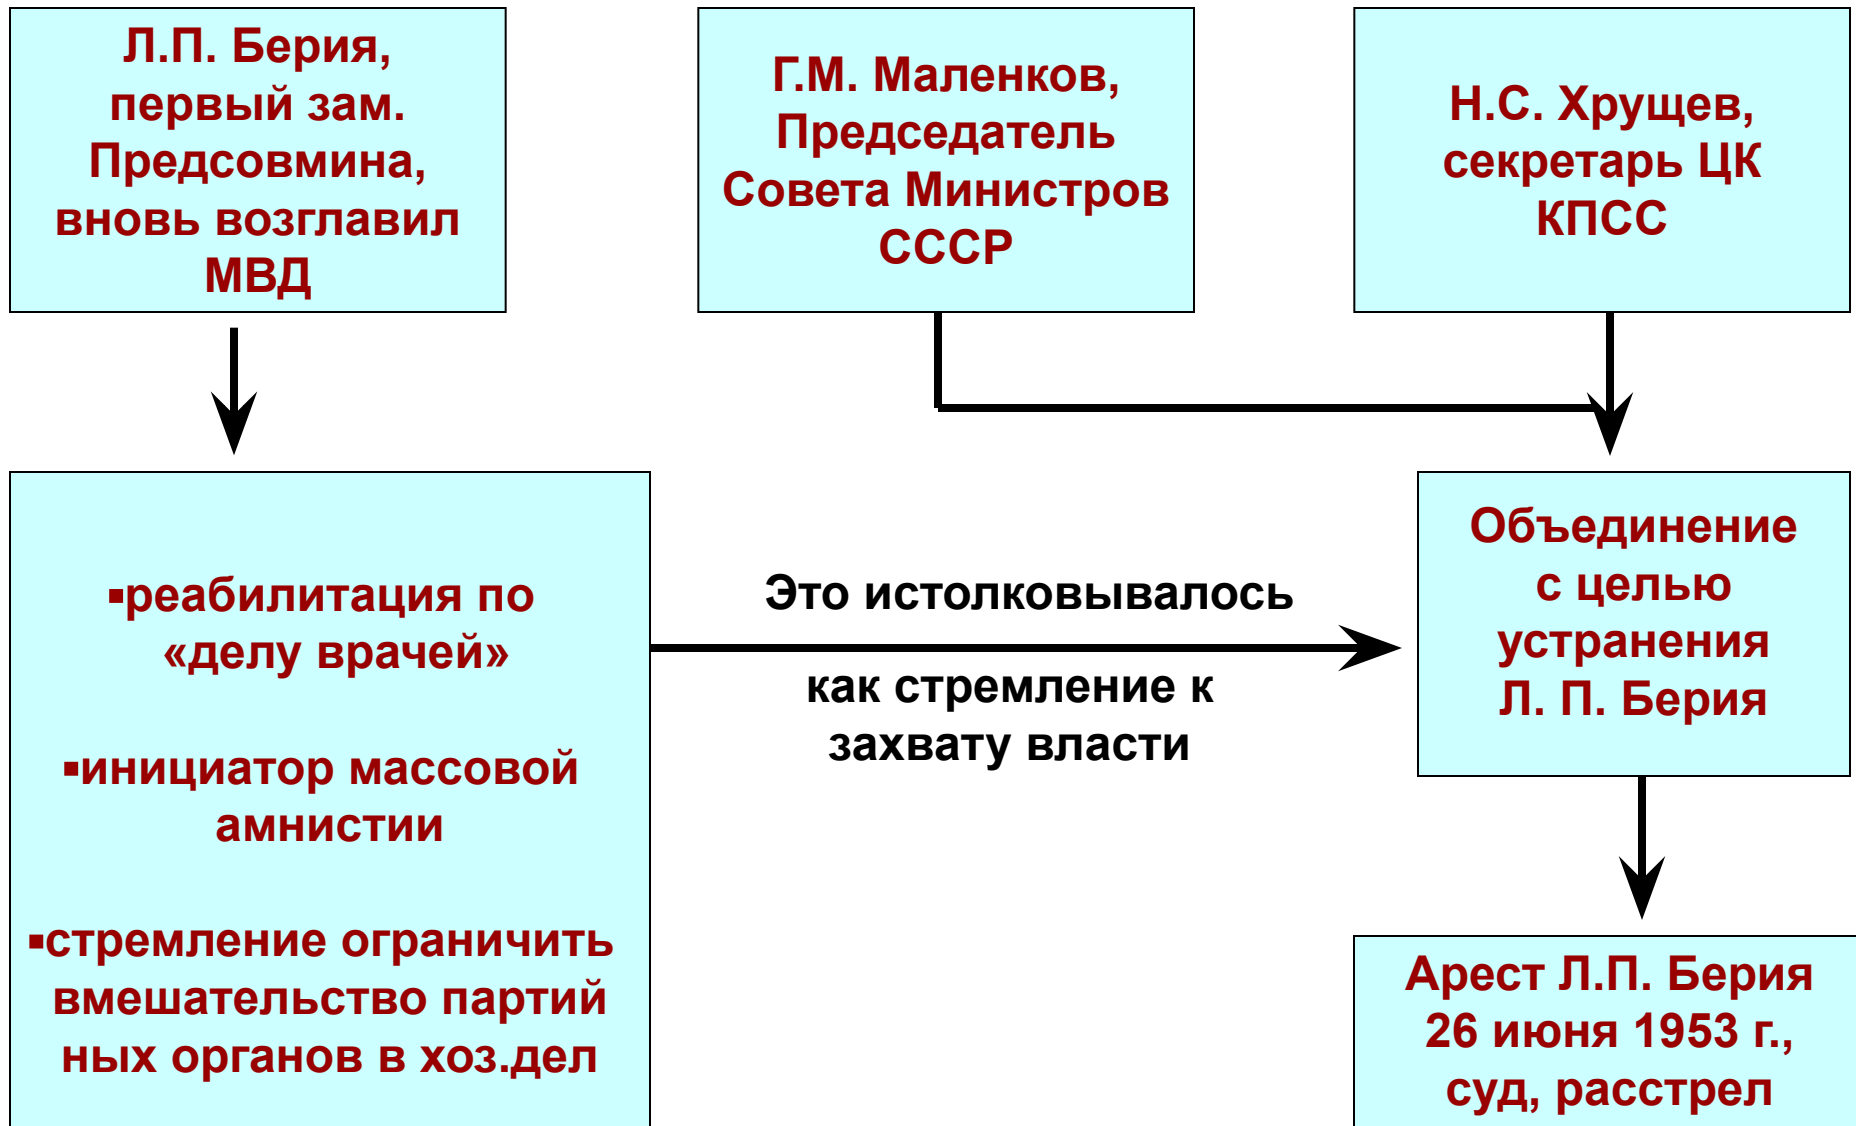 Л.П. Берия,
первый зам.
Предсовмина,
вновь возглавил
МВД
Г.М. Маленков,
Председатель
Совета Министров
СССР
Н.С. Хрущев,
секретарь ЦК
КПСС
▪реабилитация по
«делу врачей»
▪инициатор массовой
амнистии
▪стремление ограничить
вмешательство партий
ных органов в хоз.дел
Это истолковывалось
как стремление к
захвату власти
Объединение
с целью
устранения
Л. П. Берия
Арест Л.П. Берия
26 июня 1953 г.,
суд, расстрел